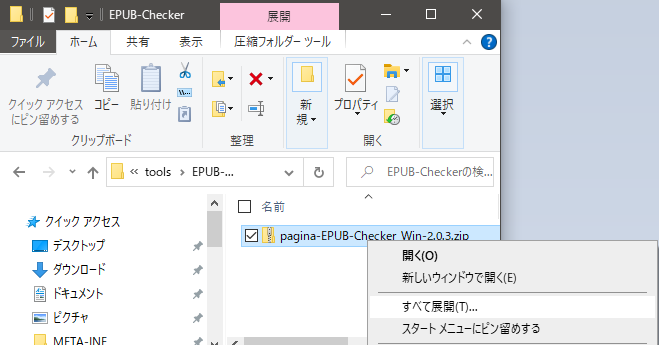 EPUB-Checker
展開
ファイル ホーム 共有 表示 圧縮フォルダー ツール
クイック アクセス
にピン留めする
コピー
貼り付け
新
規
プロパティ
選択
クリップボード
整理
開く
tools
EPUB-...
EPUB-Checkerの検...
クイック アクセス
名前
デスクトップ
pagina-EPUB-Checker_Win-2.0.3.zip
ダウンロード
ドキュメント
ピクチャ
META-INF
開く(O)
新しいウィンドウで開く(E)
すべて展開(T)...
スタート メニューにピン留めする